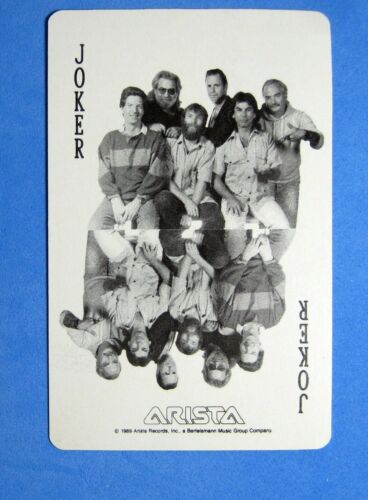 JOKER
JOKER
ARISTA
© 1989 Arista Records, Inc., a Bertelsmann Music Group Company.